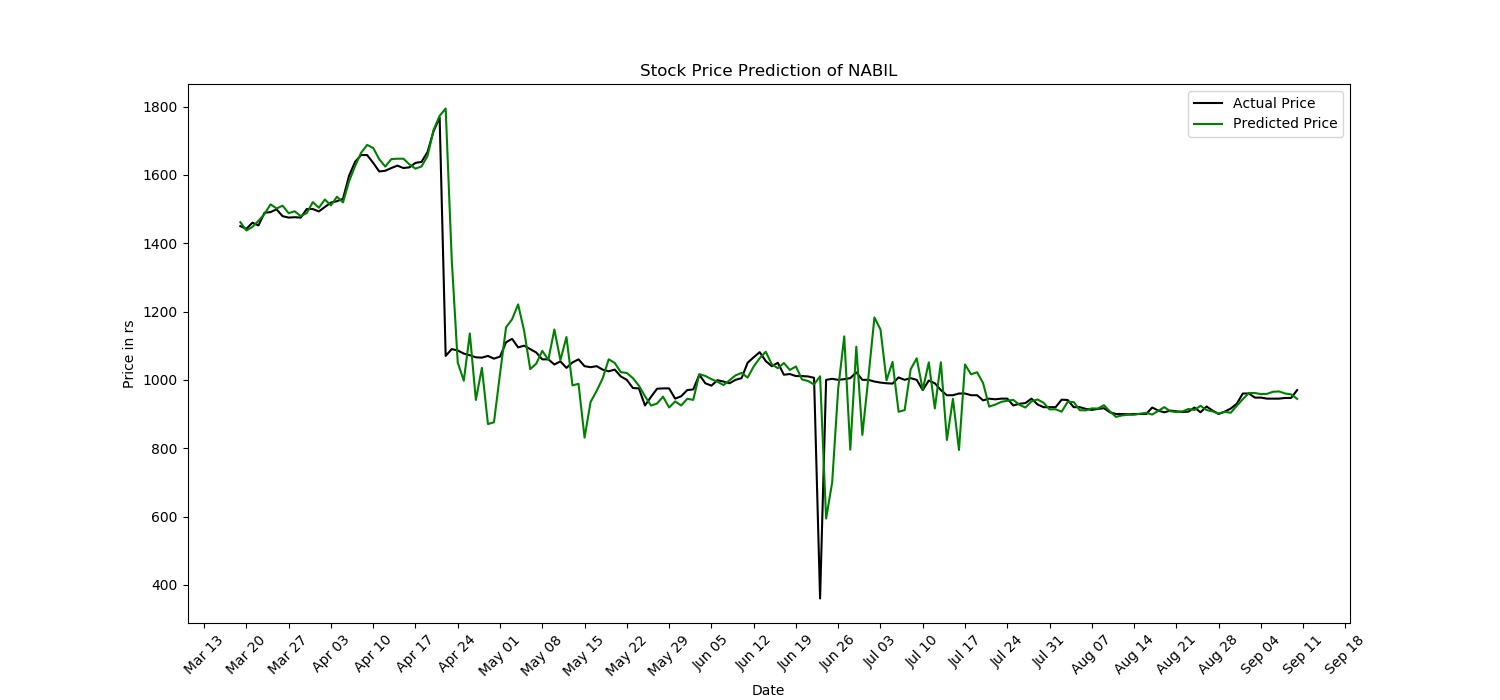 Stock Price Prediction of NABIL
Actual Price
Predicted Price
Price in rs
1800
1600
1400
1200
1000
800
600
400
Mar 13
Mar 20
Mar 27
Apr 03
Apr 10
Apr 17
Apr 24
May 01
May 08
May 15
May 22
May 29
Jun 05
Jun 12
Jun 19
Jun 26
Jul 03
Jul 10
Jul 17
Jul 24
Jul 31
Aug 07
Aug 14
Aug 21
Aug 28
Sep 04
Sep 11
Sep 18
Date